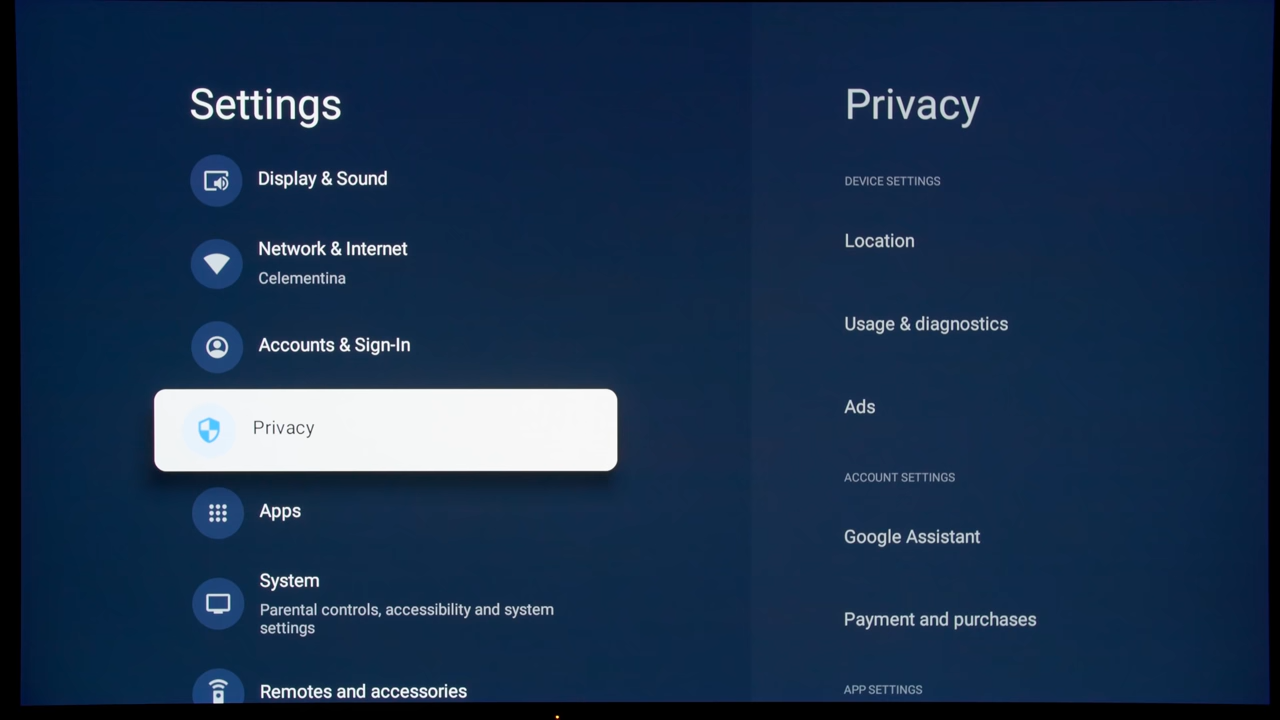 Settings
Display & Sound
Network & Internet
Celementina
Accounts & Sign-In
Privacy
Apps
System
Parental controls, accessibility and system
settings
Remotes and accessories
Privacy
DEVICE SETTINGS
Location
Usage & diagnostics
Ads
ACCOUNT SETTINGS
Google Assistant
Payment and purchases
APP SETTINGS